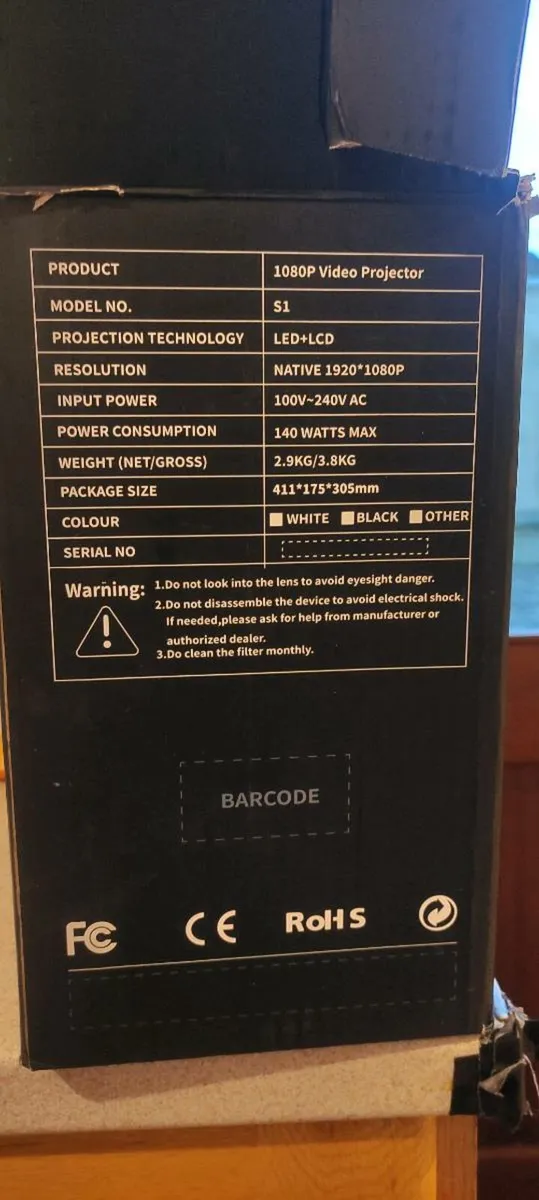 PRODUCT 1080P Video Projector
MODEL NO. S1
PROJECTION TECHNOLOGY LED+LCD
RESOLUTION NATIVE 1920*1080P
INPUT POWER 100V~240V AC
POWER CONSUMPTION 140 WATTS MAX
WEIGHT (NET/GROSS) 2.9KG/3.8KG
PACKAGE SIZE 411*175*305mm
COLOUR WHITE BLACK OTHER
SERIAL NO
Warning: 1.Do not look into the lens to avoid eyesight danger.
2.Do not disassemble the device to avoid electrical shock.
If needed,please ask for help from manufacturer or
authorized dealer.
3.Do clean the filter monthly.
BARCODE
FC CE RoHS